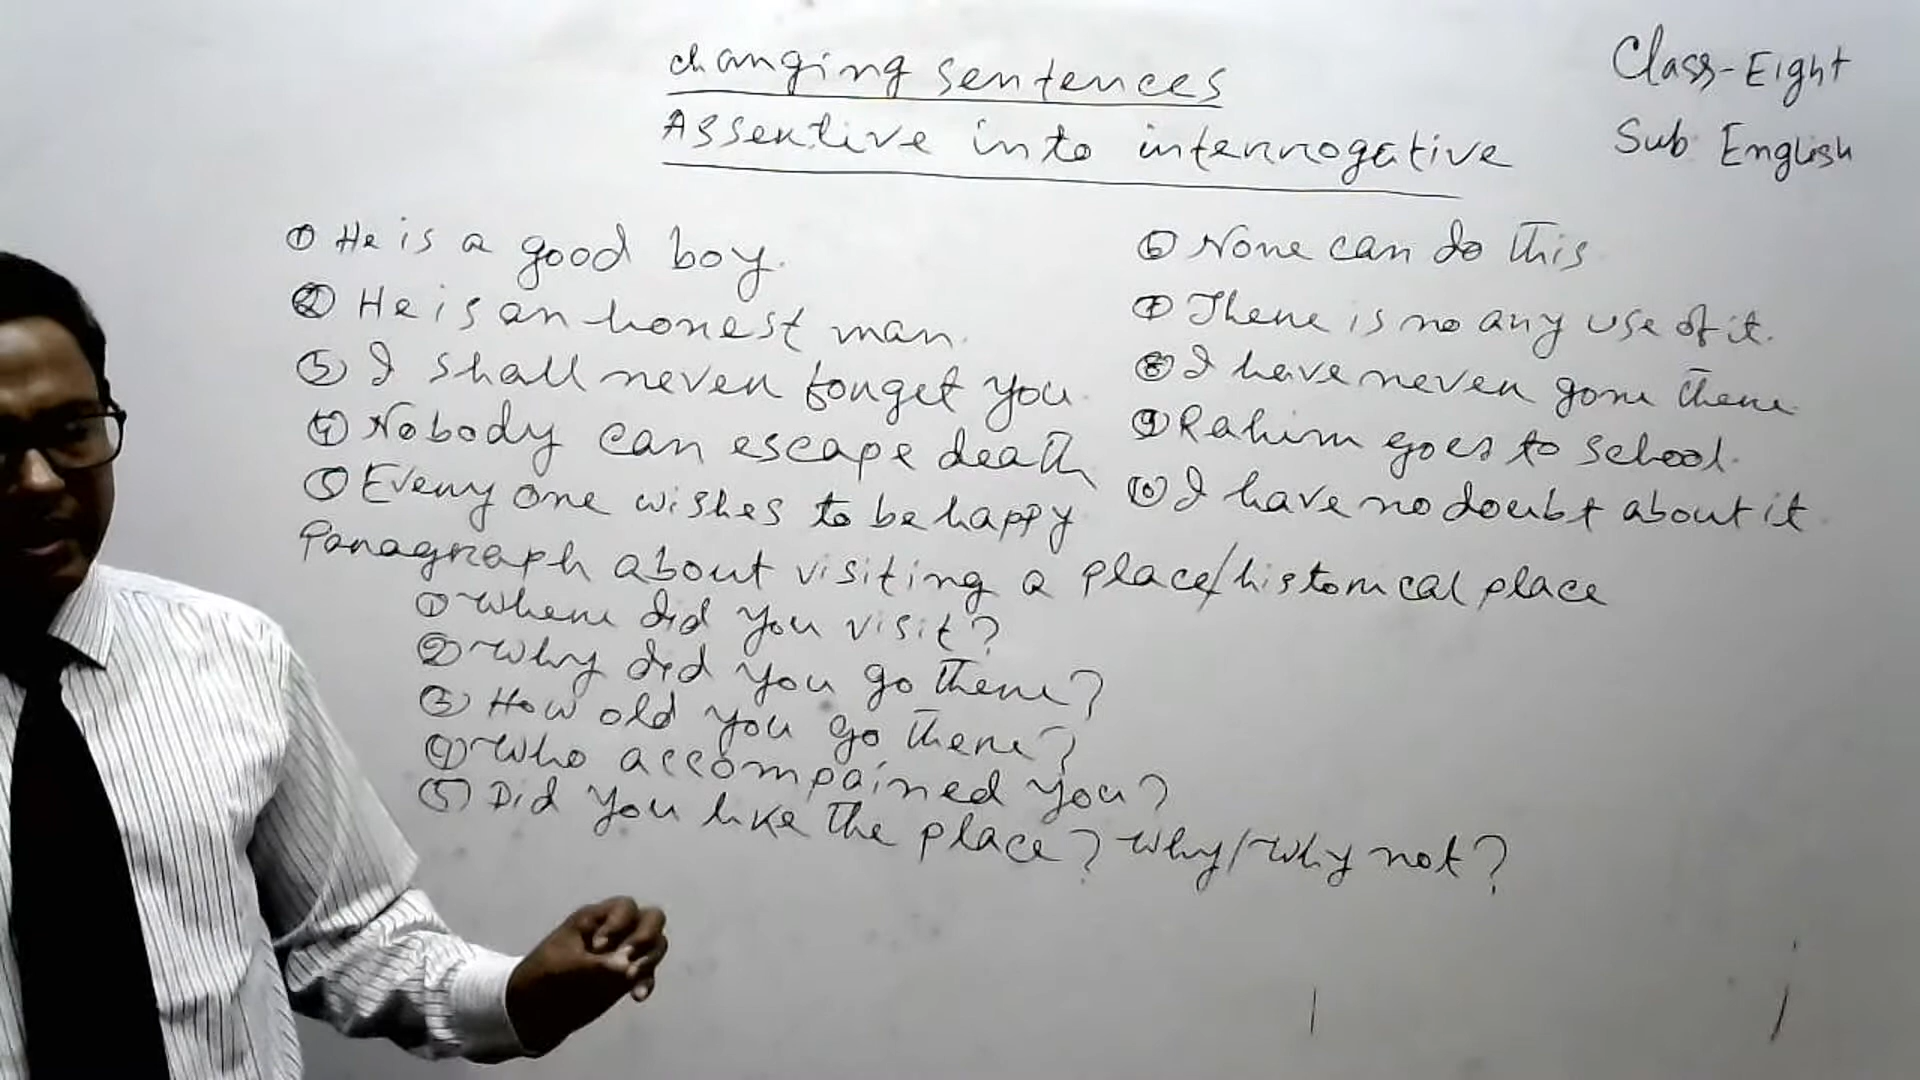 changing sentences
Assertive into interrogative
Class-Eight
Sub English
① He is a good boy.
② He is an honest man.
③ I shall never forget you.
④ Nobody can escape death
⑤ Every one wishes to be happy
⑥ None can do this
⑦ There is no any use of it.
⑧ I have never gone there
⑨ Rahim goes to school.
⑩ I have no doubt about it
Paragraph about visiting a place/historical place
① Where did you visit?
② Why did you go there?
③ How old you go there?
④ Who accompained you?
⑤ Did you like the place? Why/Why not?